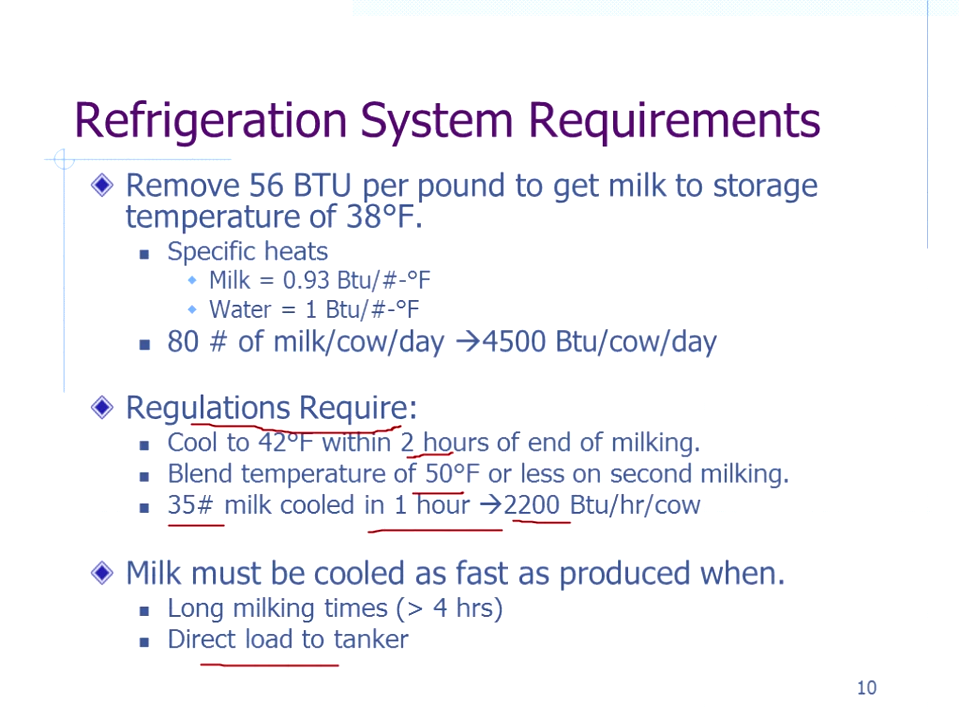 Refrigeration System Requirements
Remove 56 BTU per pound to get milk to storage
temperature of 38°F.
Specific heats
Milk = 0.93 Btu/#-°F
Water = 1 Btu/#-°F
80 # of milk/cow/day →4500 Btu/cow/day
Regulations Require:
Cool to 42°F within 2 hours of end of milking.
Blend temperature of 50°F or less on second milking.
35# milk cooled in 1 hour →2200 Btu/hr/cow
Milk must be cooled as fast as produced when.
Long milking times (> 4 hrs)
Direct load to tanker
10